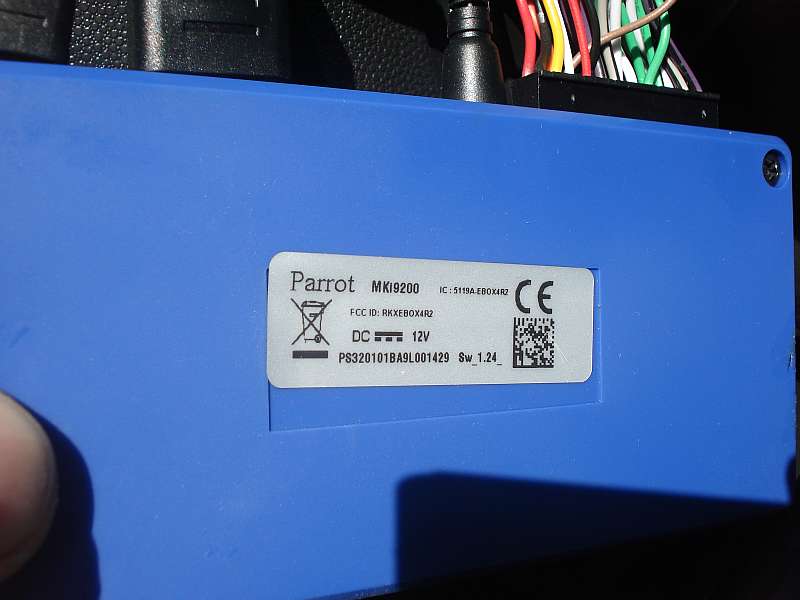 Parrot MKi9200 IC : 5119A-EBOX4R2
FCC ID: RKXEBOX4R2
DC 12V
PS320101BA9L001429 Sw_1.24_
CE